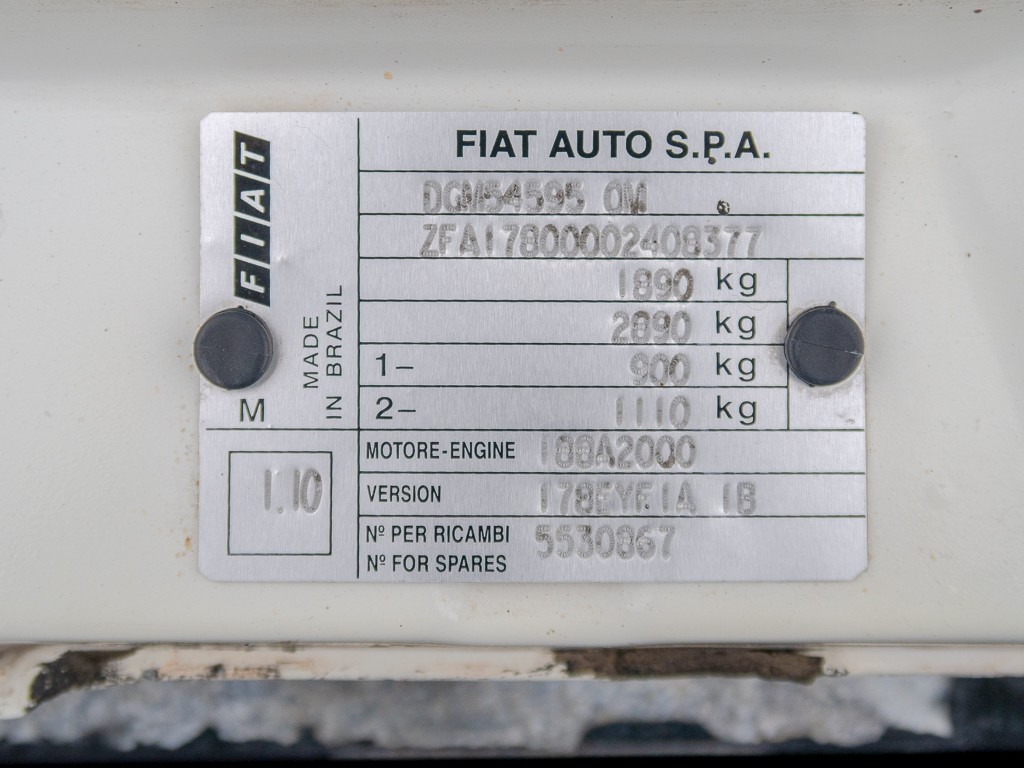 FIAT
MADE
IN BRAZIL
M
1.10
FIAT AUTO S.P.A.
DGM54595 OM
ZFA17800002408377
1890 kg
2890 kg
1– 900 kg
2– 1110 kg
MOTORE-ENGINE 188A2000
VERSION 178EYF1A 1B
Nº PER RICAMBI 5530867
Nº FOR SPARES